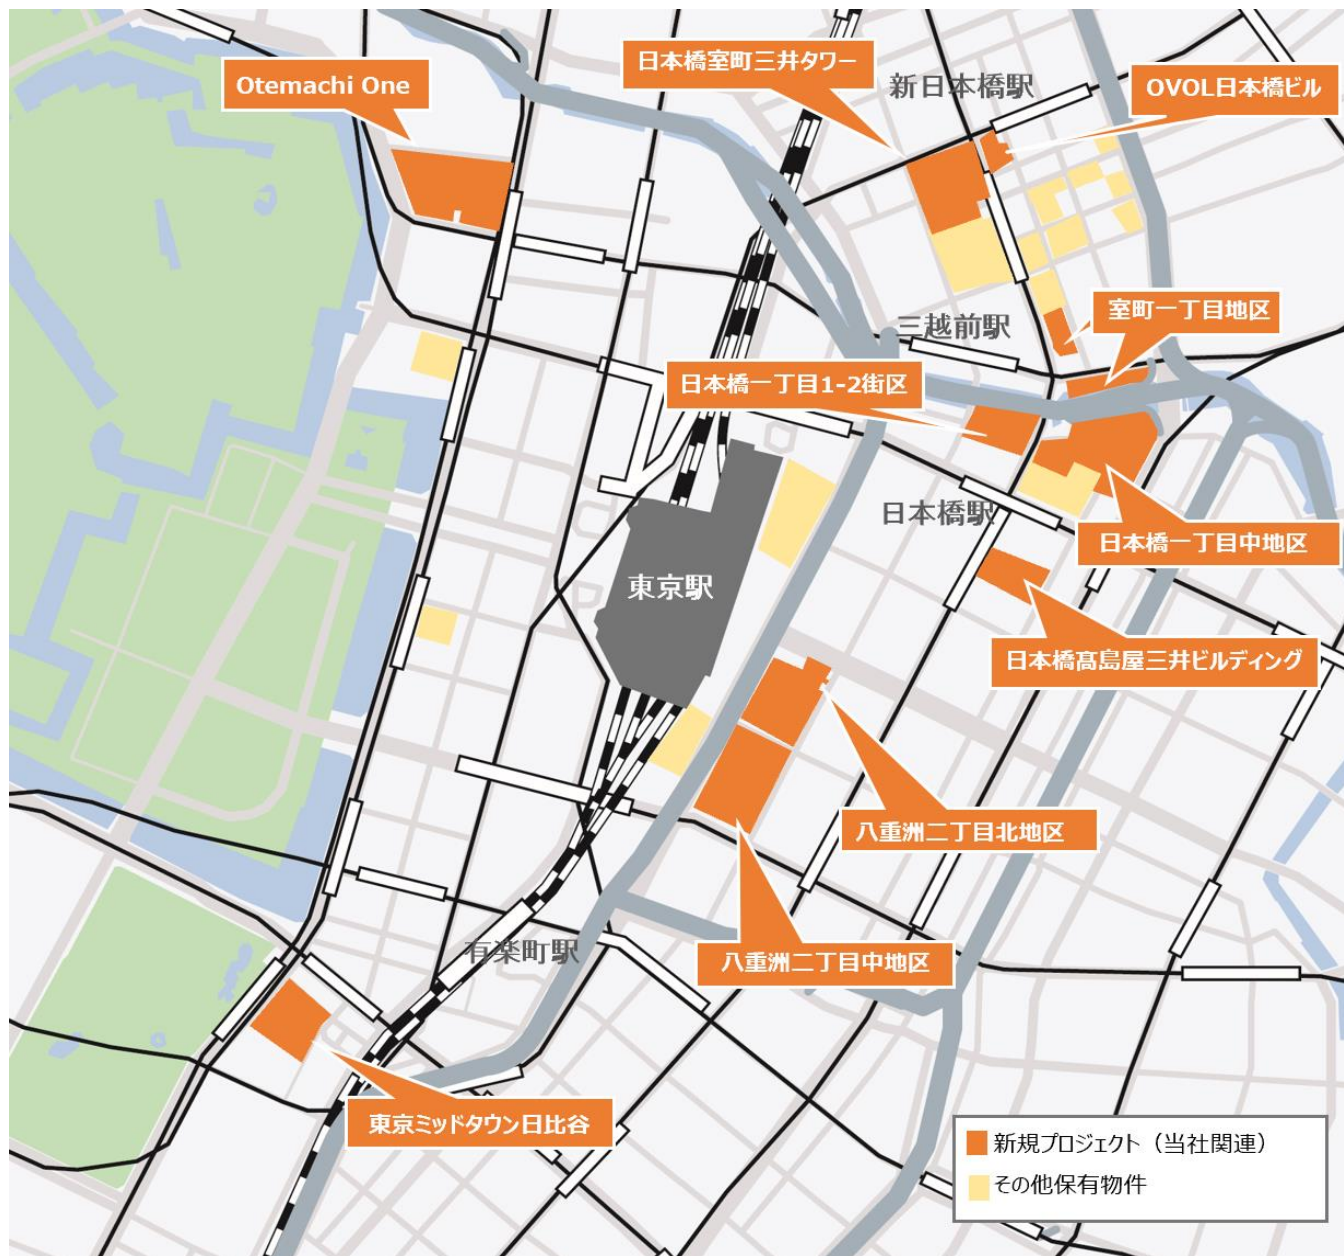 日本橋室町三井タワー
Otemachi One
新日本橋駅
OVOL日本橋ビル
室町一丁目地区
三越前駅
日本橋一丁目1-2街区
日本橋駅
日本橋一丁目中地区
東京駅
日本橋髙島屋三井ビルディング
八重洲二丁目北地区
有楽町駅
八重洲二丁目中地区
東京ミッドタウン日比谷
新規プロジェクト（当社関連）
その他保有物件